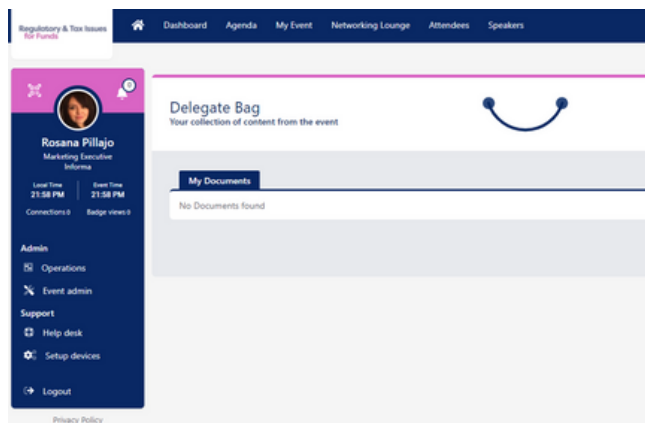 Regulatory & Tax Issues
for Funds
Dashboard Agenda My Event Networking Lounge Attendees Speakers
0
Rosana Pillajo
Marketing Executive
Informa
Local Time Event Time
21:58 PM 21:58 PM
Connections 0 Badge views 0
Admin
Operations
Event admin
Support
Help desk
Setup devices
Logout
Privacy Policy
Delegate Bag
Your collection of content from the event
My Documents
No Documents found